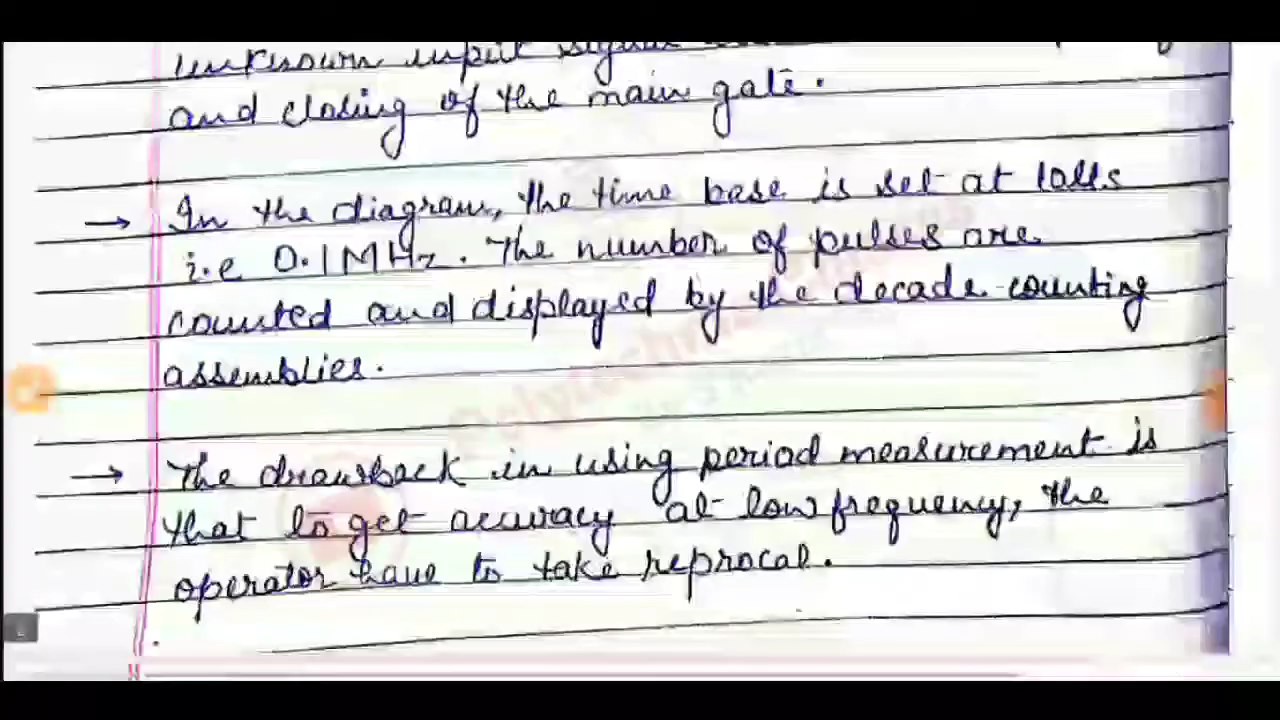 unknown input
and closing of the main gate.
→ In the diagram, the time base is set at 10µs
i.e 0.1MHz. The number of pulses are
counted and displayed by the decade counting
assemblies.
→ The drawback in using period measurement is
that to get accuracy at low frequency, the
operator have to take reprocal.